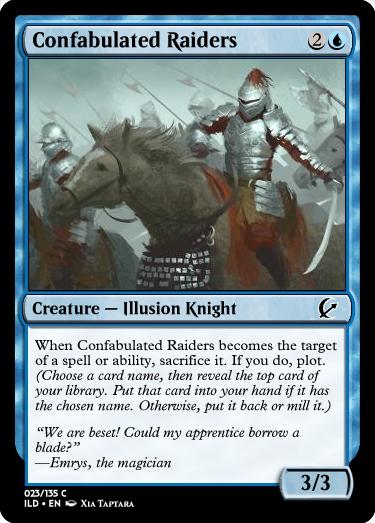 Confabulated Raiders 2
Creature — Illusion Knight
When Confabulated Raiders becomes the target
of a spell or ability, sacrifice it. If you do, plot.
(Choose a card name, then reveal the top card of
your library. Put that card into your hand if it has
the chosen name. Otherwise, put it back or mill it.)
“We are beset! Could my apprentice borrow a
blade?”
—Emrys, the magician
3/3
023/135 C
ILD • EN Xia Taptara